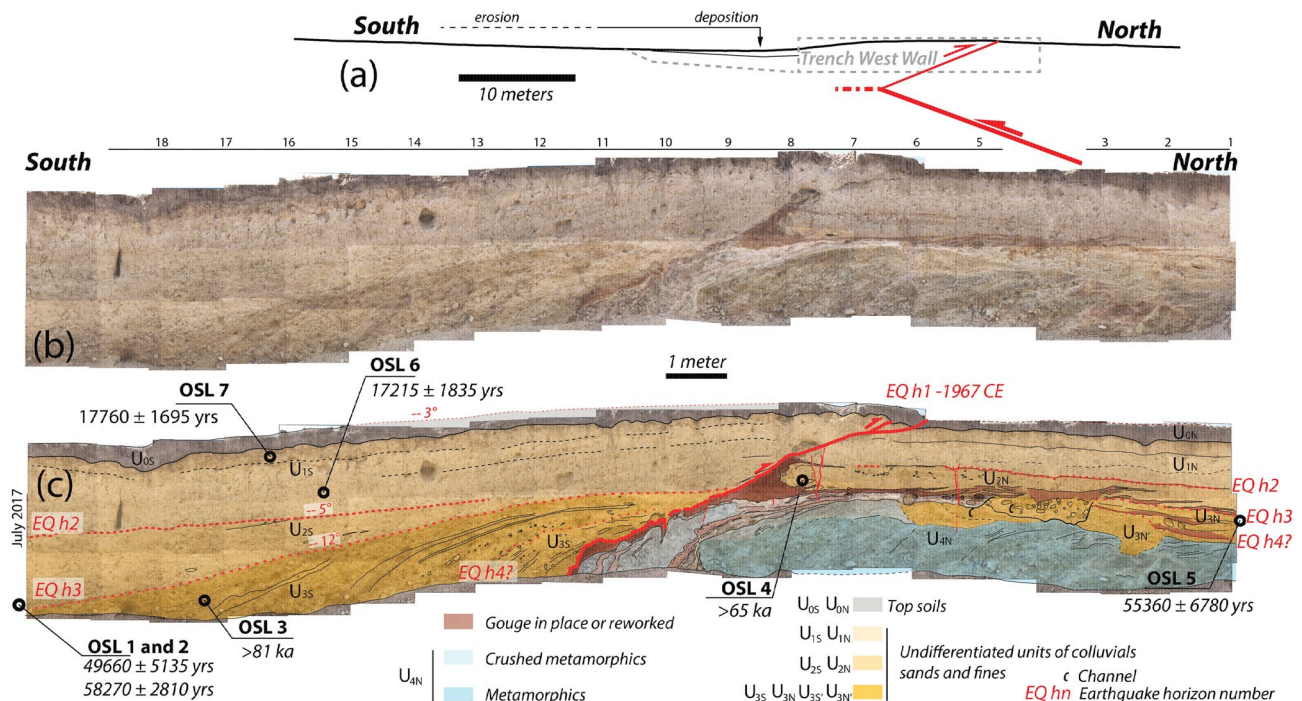 erosion
deposition
South
North
(a)
Trench West Wall
10 meters
18 17 16 15 14 13 12 11 10 9 8 7 6 5 3 2 1
South
North
(b)
1 meter
OSL 7
17760 ± 1695 yrs
OSL 6
17215 ± 1835 yrs
-- 3°
EQ h1 -1967 CE
U0S
U1S
U0N
U1N
(c)
U2N
EQ h2
EQ h2
-- 5°
U2S
U3N
EQ h3
July 2017
-- 12°
U3S'
U4N
U3N'
EQ h4?
EQ h4?
EQ h3
U3S
OSL 4
>65 ka
OSL 5
55360 ± 6780 yrs
OSL 3
>81 ka
OSL 1 and 2
49660 ± 5135 yrs
58270 ± 2810 yrs
Gouge in place or reworked
U4N
Crushed metamorphics
Metamorphics
U0S U0N Top soils
U1S U1N
U2S U2N
U3S U3N U3S' U3N'
Undifferentiated units of colluvials
sands and fines
c Channel
EQ hn Earthquake horizon number